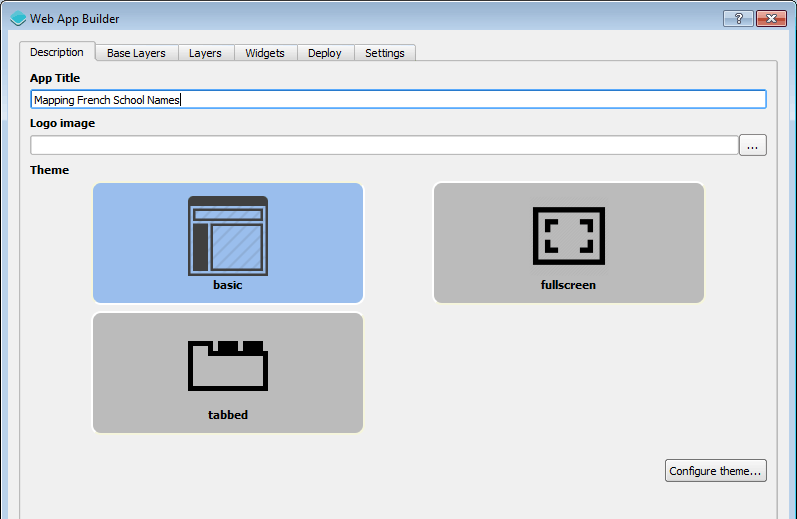 Web App Builder
?
Description Base Layers Layers Widgets Deploy Settings
App Title
Mapping French School Names
Logo image
...
Theme
basic fullscreen
tabbed
Configure theme...